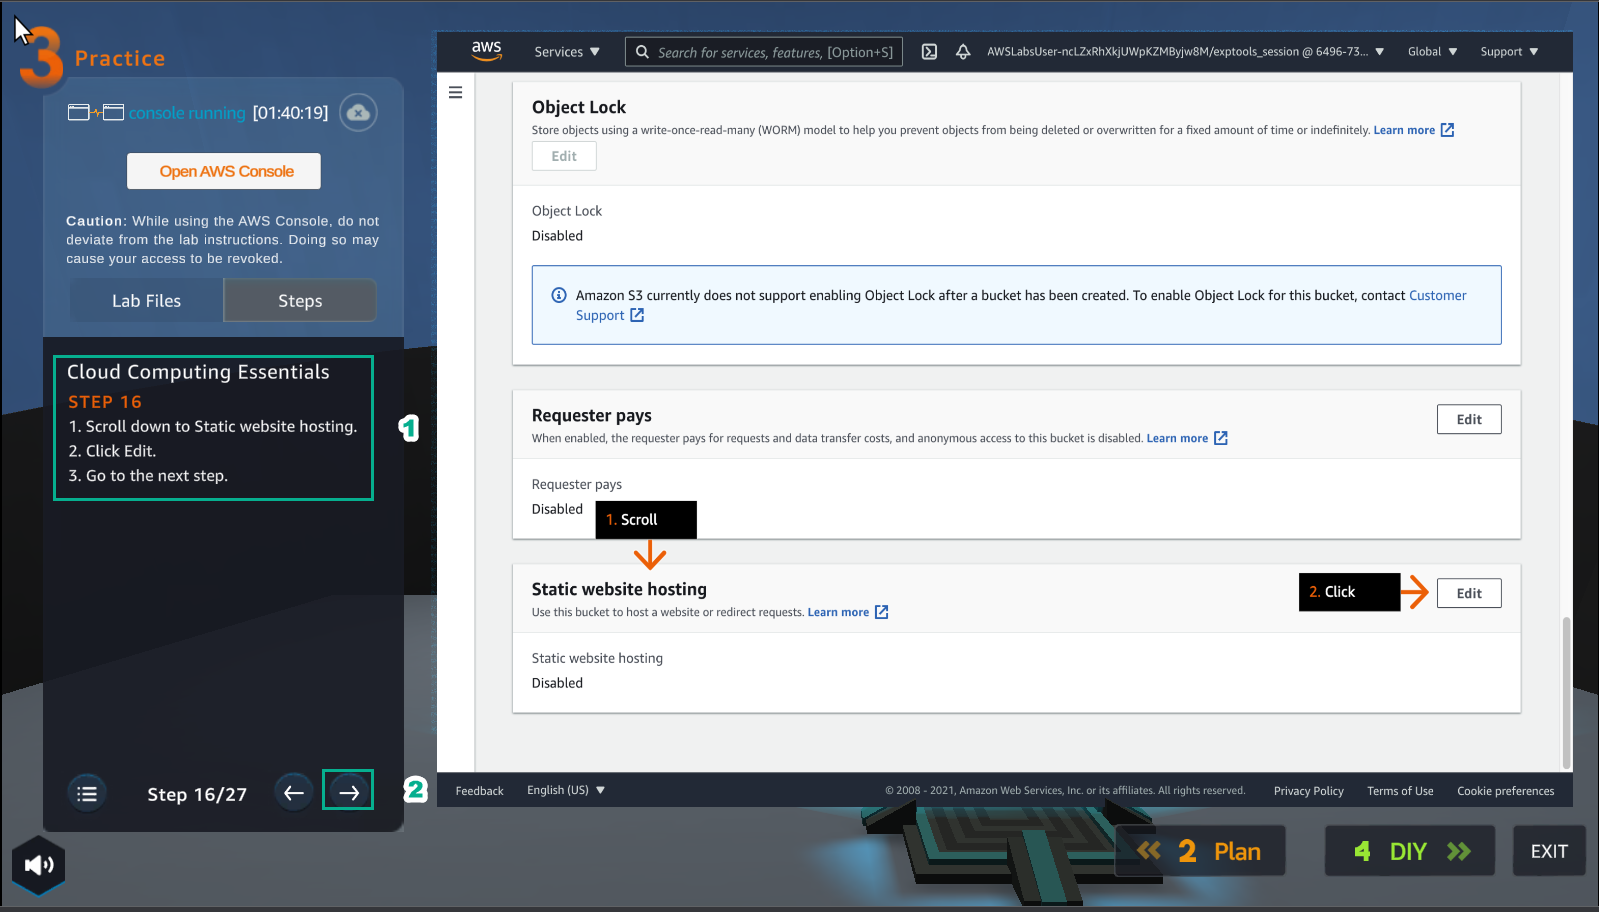 3 Practice
console running [01:40:19]
Open AWS Console
Caution: While using the AWS Console, do not
deviate from the lab instructions. Doing so may
cause your access to be revoked.
Lab Files
Steps
Cloud Computing Essentials
STEP 16
1. Scroll down to Static website hosting.
2. Click Edit.
3. Go to the next step.
1
Step 16/27
2
aws
Services
Search for services, features, [Option+S]
AWSLabsUser-ncLZxRhXkjUWpKZMByjw8M/exptools_session @ 6496-73...
Global
Support
Object Lock
Store objects using a write-once-read-many (WORM) model to help you prevent objects from being deleted or overwritten for a fixed amount of time or indefinitely. Learn more
Edit
Object Lock
Disabled
Amazon S3 currently does not support enabling Object Lock after a bucket has been created. To enable Object Lock for this bucket, contact Customer
Support
Requester pays
Edit
When enabled, the requester pays for requests and data transfer costs, and anonymous access to this bucket is disabled. Learn more
Requester pays
Disabled
1. Scroll
Static website hosting
2. Click
Edit
Use this bucket to host a website or redirect requests. Learn more
Static website hosting
Disabled
Feedback
English (US)
© 2008 - 2021, Amazon Web Services, Inc. or its affiliates. All rights reserved.
Privacy Policy
Terms of Use
Cookie preferences
2 Plan
4 DIY
EXIT